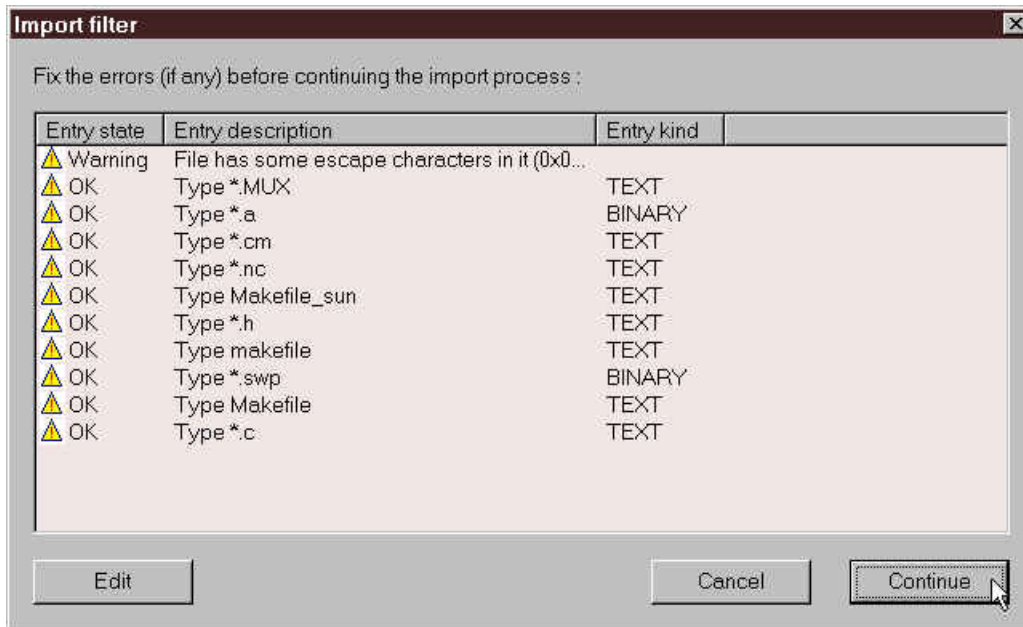 Import filter
Fix the errors (if any) before continuing the import process :
Entry state Entry description Entry kind
Warning File has some escape characters in it (0x0...
OK Type *.MUX TEXT
OK Type *.a BINARY
OK Type *.cm TEXT
OK Type *.nc TEXT
OK Type Makefile_sun TEXT
OK Type *.h TEXT
OK Type makefile TEXT
OK Type *.swp BINARY
OK Type Makefile TEXT
OK Type *.c TEXT
Edit Cancel Continue